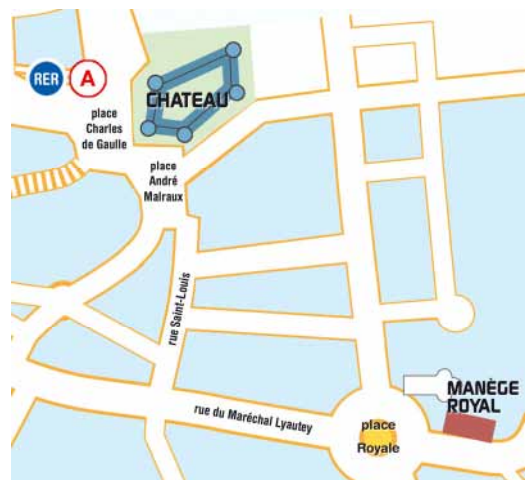 RER A
place
Charles
de Gaulle
CHATEAU
place
André
Malraux
rue Saint-Louis
rue du Maréchal Lyautey
place
Royale
MANÈGE
ROYAL